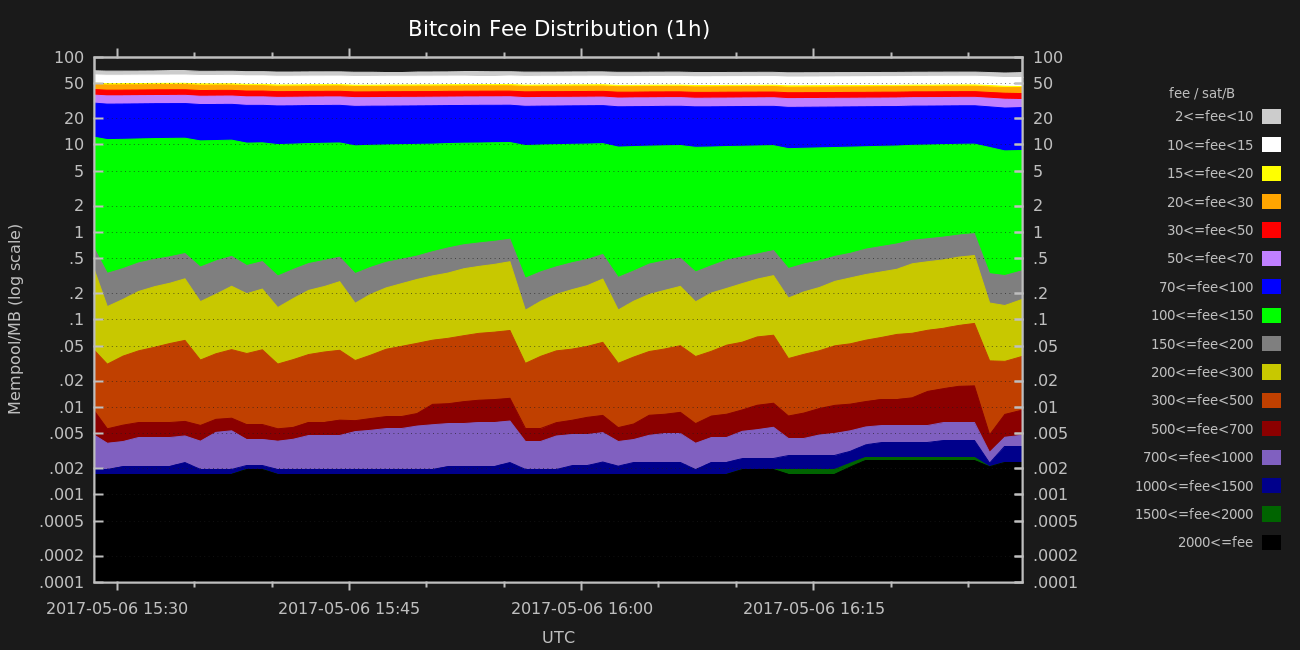 Bitcoin Fee Distribution (1h)
100
50
20
10
5
2
1
.5
.2
.1
.05
.02
.01
.005
.002
.001
.0005
.0002
.0001
Mempool/MB (log scale)
100
50
20
10
5
2
1
.5
.2
.1
.05
.02
.01
.005
.002
.001
.0005
.0002
.0001
2017-05-06 15:30 2017-05-06 15:45 2017-05-06 16:00 2017-05-06 16:15
UTC
fee / sat/B
2<=fee<10
10<=fee<15
15<=fee<20
20<=fee<30
30<=fee<50
50<=fee<70
70<=fee<100
100<=fee<150
150<=fee<200
200<=fee<300
300<=fee<500
500<=fee<700
700<=fee<1000
1000<=fee<1500
1500<=fee<2000
2000<=fee